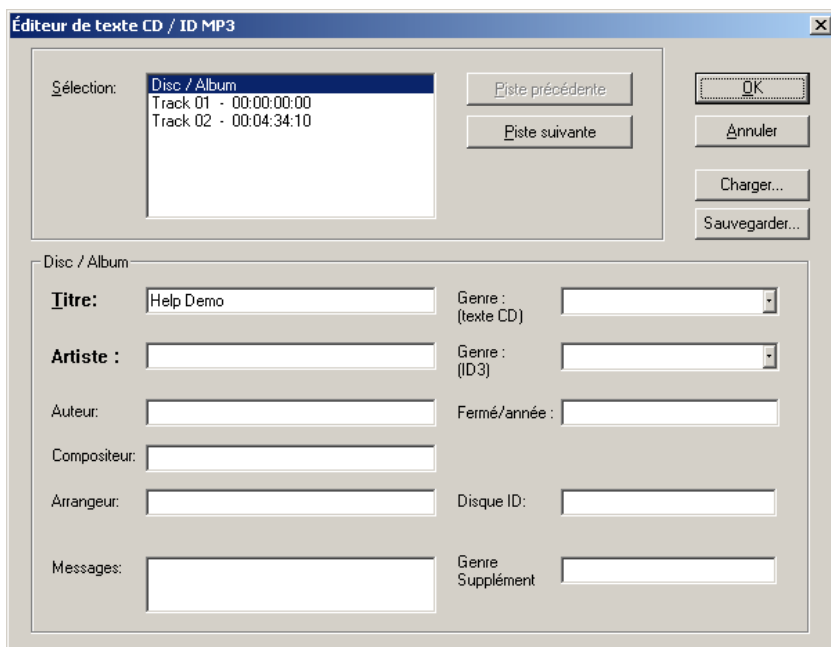 Éditeur de texte CD / ID MP3
Sélection:
Disc / Album
Track 01 - 00:00:00:00
Track 02 - 00:04:34:10
Piste précédente
Piste suivante
OK
Annuler
Charger...
Sauvegarder...
Disc / Album
Titre:
Help Demo
Genre :
(texte CD)
Artiste :
Genre :
(ID3)
Auteur:
Fermé/année :
Compositeur:
Arrangeur:
Disque ID:
Messages:
Genre
Supplément